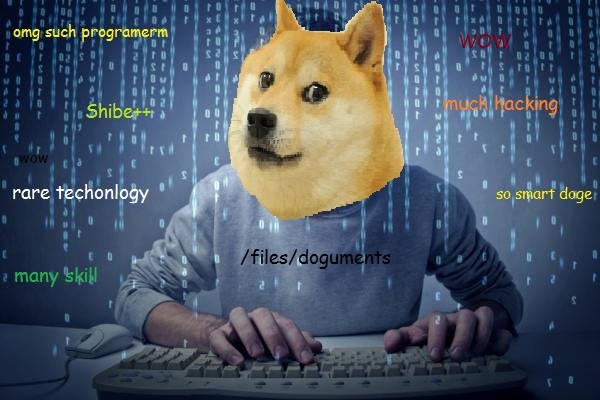 omg such programerm
wow
Shibe++
much hacking
wow
rare techonlogy
so smart doge
/files/doguments
many skill